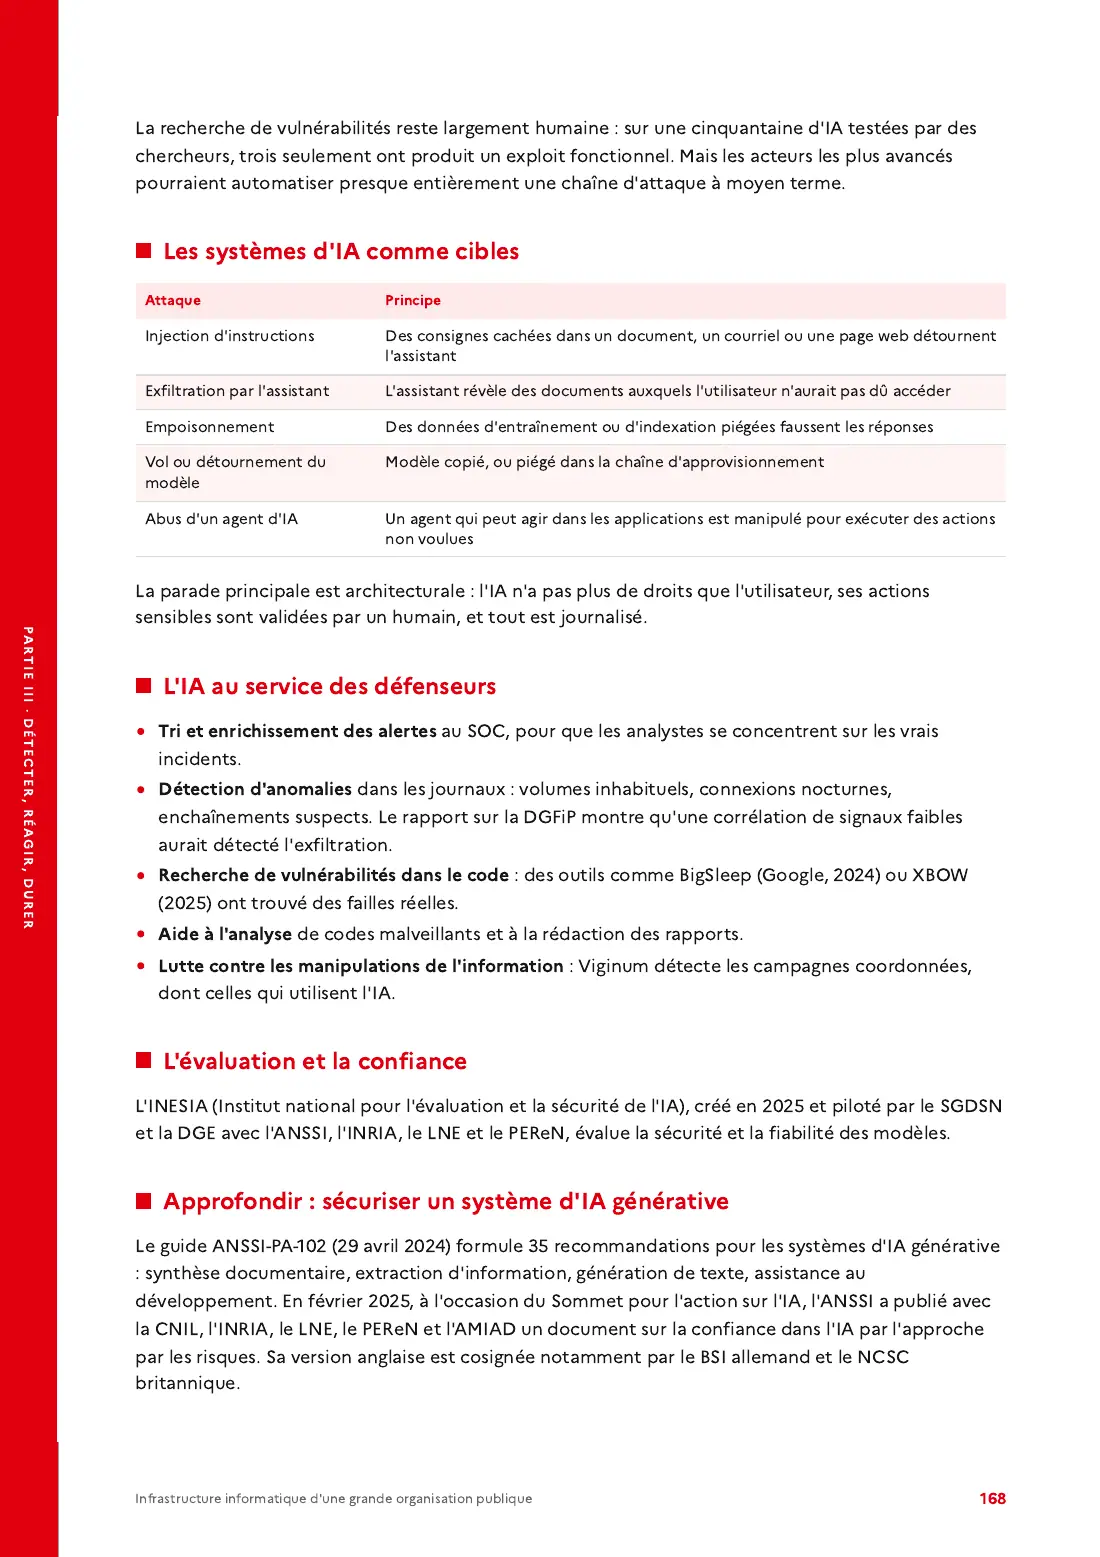 La recherche de vulnérabilités reste largement humaine : sur une cinquantaine d'IA testées par des
chercheurs, trois seulement ont produit un exploit fonctionnel. Mais les acteurs les plus avancés
pourraient automatiser presque entièrement une chaîne d'attaque à moyen terme.
Les systèmes d'IA comme cibles
Attaque Principe
Injection d'instructions Des consignes cachées dans un document, un courriel ou une page web détournent
l'assistant
Exfiltration par l'assistant L'assistant révèle des documents auxquels l'utilisateur n'aurait pas dû accéder
Empoisonnement Des données d'entraînement ou d'indexation piégées faussent les réponses
Vol ou détournement du Modèle copié, ou piégé dans la chaîne d'approvisionnement
modèle
Abus d'un agent d'IA Un agent qui peut agir dans les applications est manipulé pour exécuter des actions
non voulues
La parade principale est architecturale : l'IA n'a pas plus de droits que l'utilisateur, ses actions
sensibles sont validées par un humain, et tout est journalisé.
L'IA au service des défenseurs
• Tri et enrichissement des alertes au SOC, pour que les analystes se concentrent sur les vrais
incidents.
• Détection d'anomalies dans les journaux : volumes inhabituels, connexions nocturnes,
enchaînements suspects. Le rapport sur la DGFiP montre qu'une corrélation de signaux faibles
aurait détecté l'exfiltration.
• Recherche de vulnérabilités dans le code : des outils comme BigSleep (Google, 2024) ou XBOW
(2025) ont trouvé des failles réelles.
• Aide à l'analyse de codes malveillants et à la rédaction des rapports.
• Lutte contre les manipulations de l'information : Viginum détecte les campagnes coordonnées,
dont celles qui utilisent l'IA.
L'évaluation et la confiance
L'INESIA (Institut national pour l'évaluation et la sécurité de l'IA), créé en 2025 et piloté par le SGDSN
et la DGE avec l'ANSSI, l'INRIA, le LNE et le PEReN, évalue la sécurité et la fiabilité des modèles.
Approfondir : sécuriser un système d'IA générative
Le guide ANSSI-PA-102 (29 avril 2024) formule 35 recommandations pour les systèmes d'IA générative
: synthèse documentaire, extraction d'information, génération de texte, assistance au
développement. En février 2025, à l'occasion du Sommet pour l'action sur l'IA, l'ANSSI a publié avec
la CNIL, l'INRIA, le LNE, le PEReN et l'AMIAD un document sur la confiance dans l'IA par l'approche
par les risques. Sa version anglaise est cosignée notamment par le BSI allemand et le NCSC
britannique.
PARTIE III · DÉTECTER, RÉAGIR, DURER
Infrastructure informatique d'une grande organisation publique 168